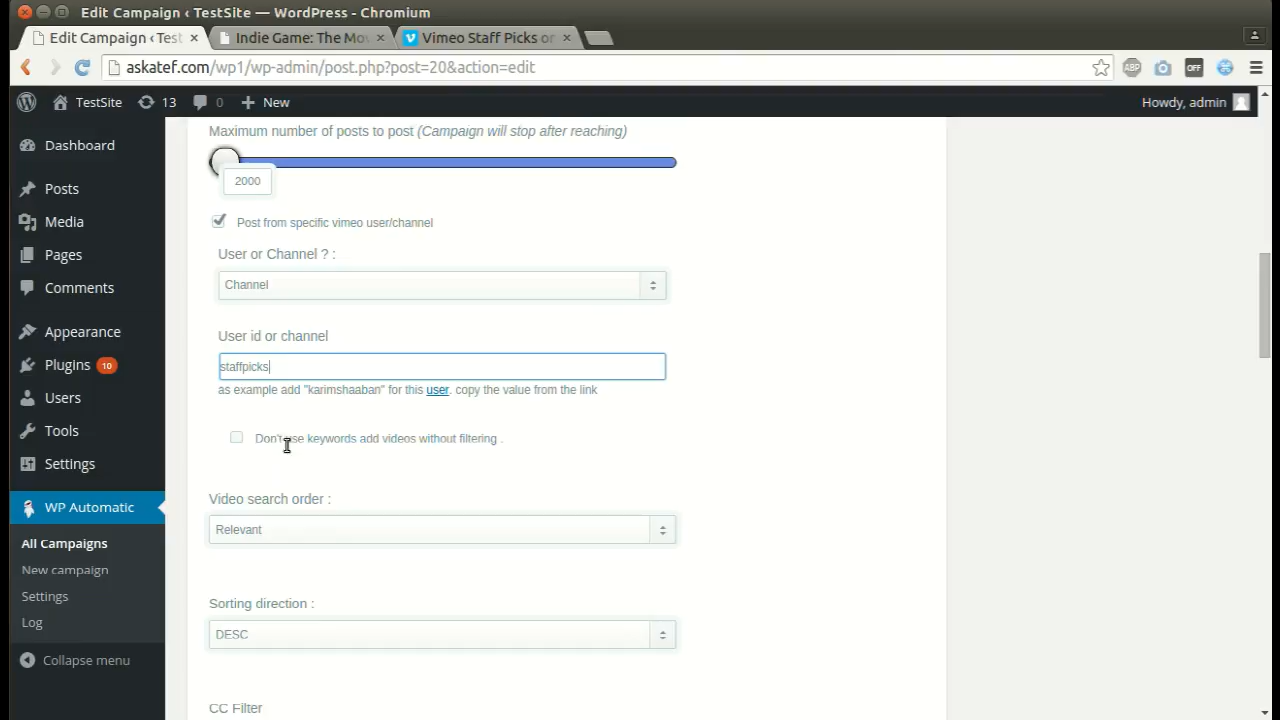 Edit Campaign ‹ TestSite — WordPress - Chromium
Edit Campaign ‹ Test
Indie Game: The Mov
Vimeo Staff Picks on
askatef.com/wp1/wp-admin/post.php?post=20&action=edit
ABP
OFF
TestSite
13
0
New
Howdy, admin
Dashboard
Posts
Media
Pages
Comments
Appearance
Plugins 10
Users
Tools
Settings
WP Automatic
All Campaigns
New campaign
Settings
Log
Collapse menu
Maximum number of posts to post (Campaign will stop after reaching)
2000
Post from specific vimeo user/channel
User or Channel ? :
Channel
User id or channel
staffpicks
as example add "karimshaaban" for this user. copy the value from the link
Don't use keywords add videos without filtering .
Video search order :
Relevant
Sorting direction :
DESC
CC Filter